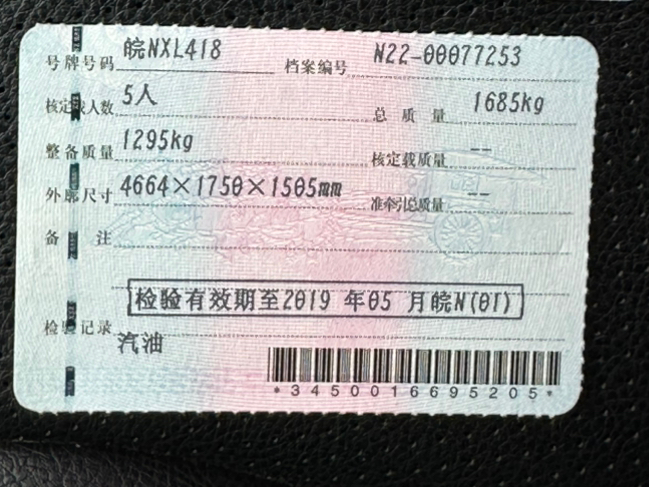 号牌号码 皖NXL418 档案编号 N22-00077253
核定载人数 5人 总质量 1685kg
整备质量 1295kg 核定载质量 --
外廓尺寸 4664×1750×1505mm 准牵引总质量 --
备注
检验有效期至2019年05月皖N(01)
检验记录
汽油
*3450016695205*